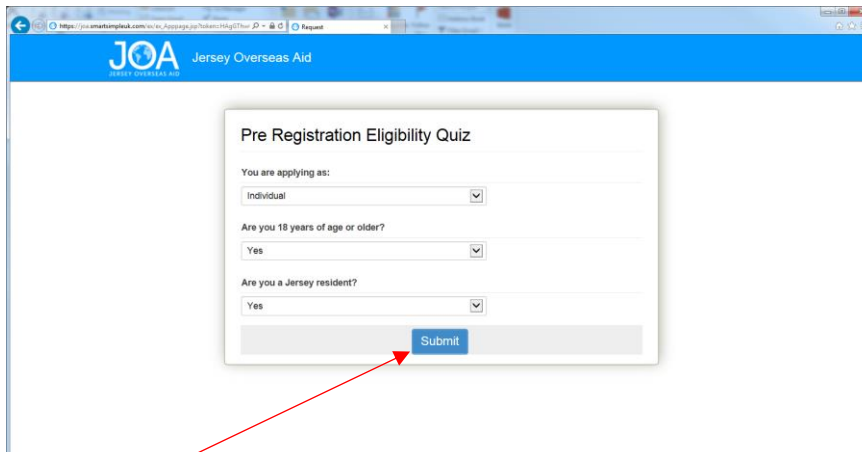 Request
JOA
JERSEY OVERSEAS AID
Jersey Overseas Aid
Pre Registration Eligibility Quiz
You are applying as:
Individual
Are you 18 years of age or older?
Yes
Are you a Jersey resident?
Yes
Submit